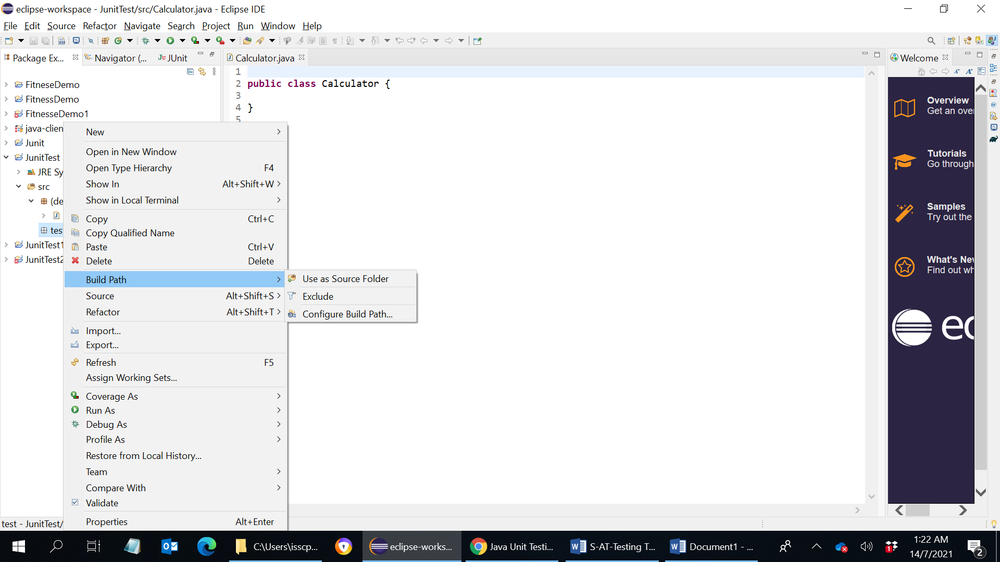 eclipse-workspace - JunitTest/src/Calculator.java - Eclipse IDE
File Edit Source Refactor Navigate Search Project Run Window Help
Package Ex... Navigator (... JUnit
Calculator.java
Welcome
FitneseDemo
FitnessDemo
FitnesseDemo1
java-clien
Junit
JunitTest
JRE Sy
src
(de
tes
JunitTest1
JunitTest2
1
2 public class Calculator {
3
4 }
5
New
Open in New Window
Open Type Hierarchy F4
Show In Alt+Shift+W
Show in Local Terminal
Copy Ctrl+C
Copy Qualified Name
Paste Ctrl+V
Delete Delete
Build Path
Source Alt+Shift+S
Refactor Alt+Shift+T
Import...
Export...
Refresh F5
Assign Working Sets...
Coverage As
Run As
Debug As
Profile As
Restore from Local History...
Team
Compare With
Validate
Properties Alt+Enter
Use as Source Folder
Exclude
Configure Build Path...
Overview
Get an over
Tutorials
Go through
Samples
Try out the
What's New
Find out wh
ec
test - JunitTest/
C:\Users\isscp...
eclipse-works...
Java Unit Testi...
S-AT-Testing T...
Document1 - ...
1
1:22 AM
14/7/2021
2